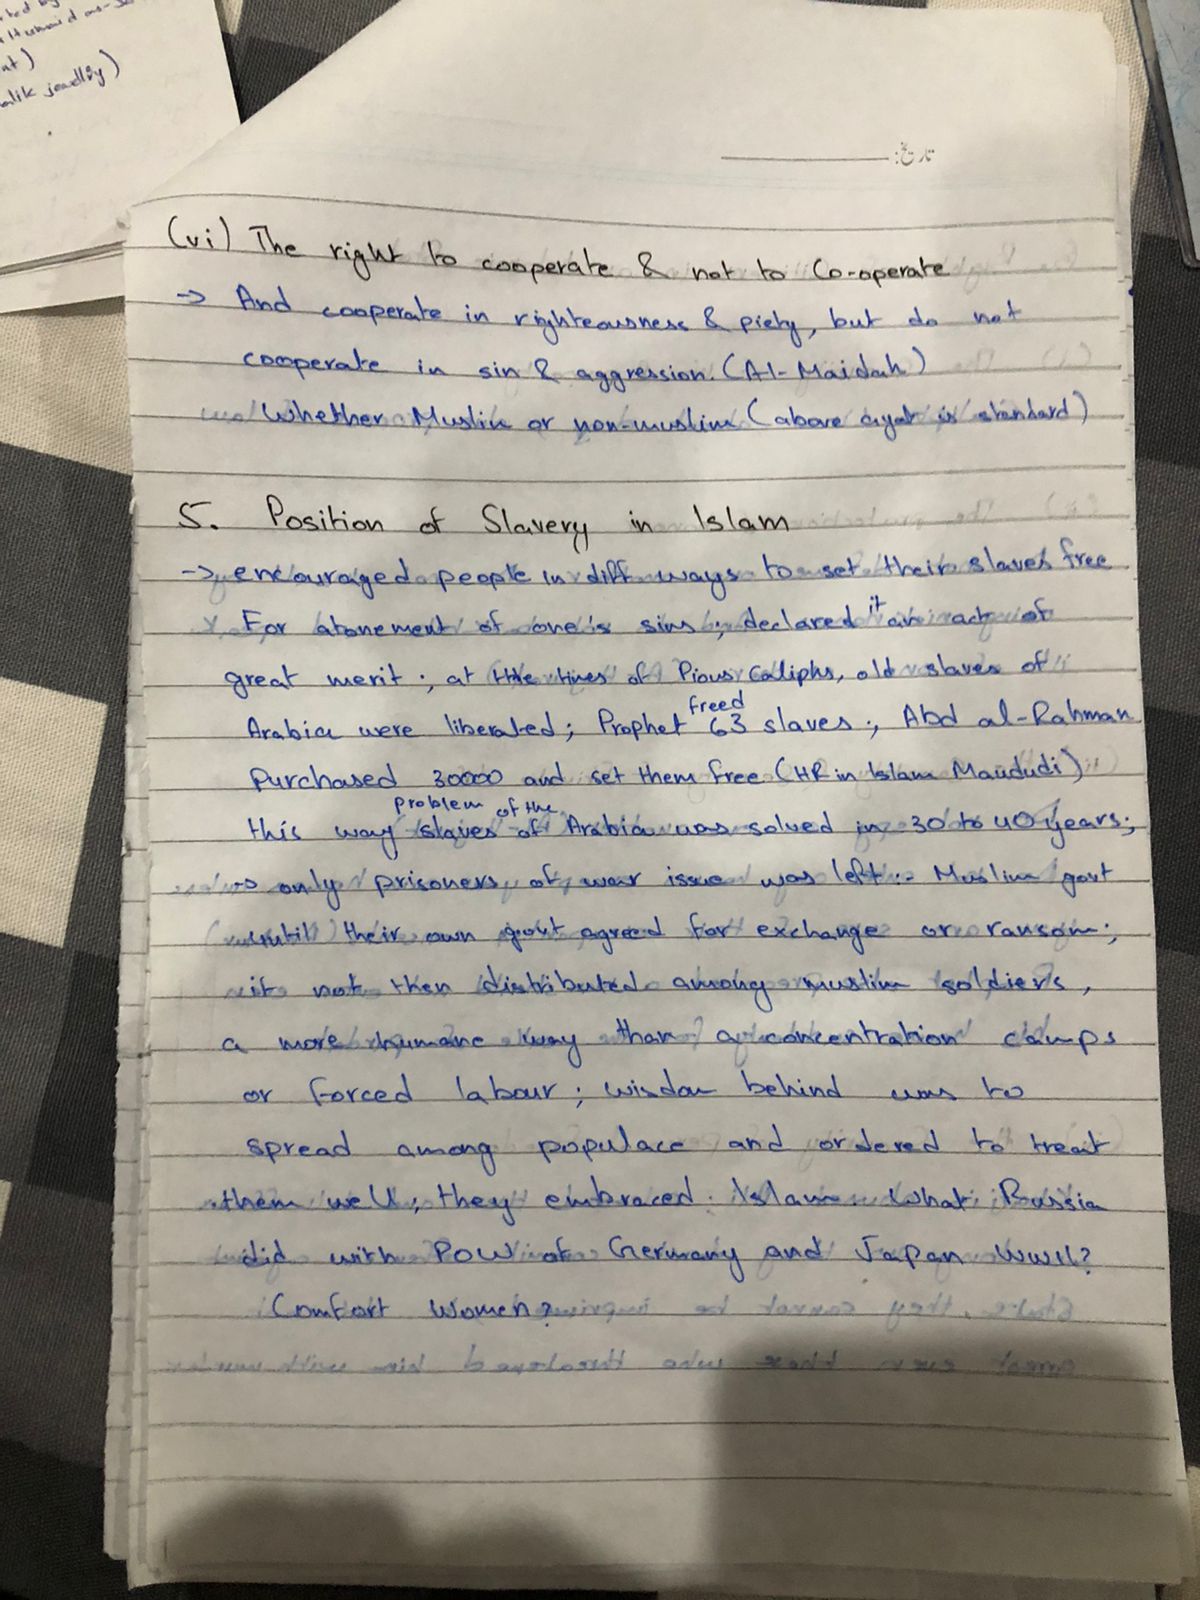 alik jewellry)
تاریخ:
(vi) The right to cooperate & not to Co-operate
-> And cooperate in righteousness & piety, but do not
cooperate in sin & aggression. (Al-Maidah)
Whether Muslim or non-muslim (above ayat is standard)
5. Position of Slavery in Islam
-> encouraged people in diff ways to set their slaves free
For atonement of one's sins; declared it an act of
great merit; at the times of Pious Caliphs, old slaves of
Arabia were liberated; Prophet freed 63 slaves; Abd al-Rahman
purchased 30000 and set them free (HR in Islam Maududi)
this way problem of the slaves of Arabia was solved in 30 to 40 years;
only prisoners of war issue was left:- Muslim govt
until their own govt agreed for exchange or ransom;
if not then distributed among muslim soldiers,
a more humane way than concentration camps
or forced labour; wisdom behind was to
spread among populace and ordered to treat
them well; they embraced Islam. What Russia
did with POW of Germany and Japan WWII?
Comfort Women?